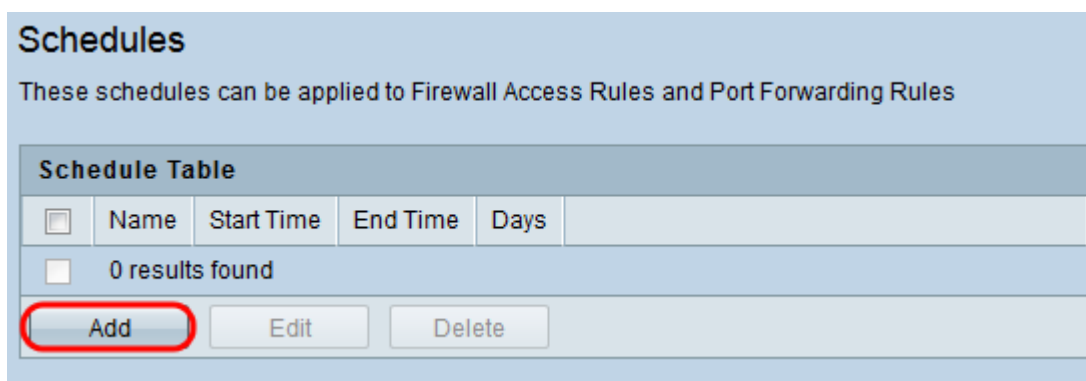 Schedules
These schedules can be applied to Firewall Access Rules and Port Forwarding Rules
Schedule Table
Name Start Time End Time Days
0 results found
Add Edit Delete